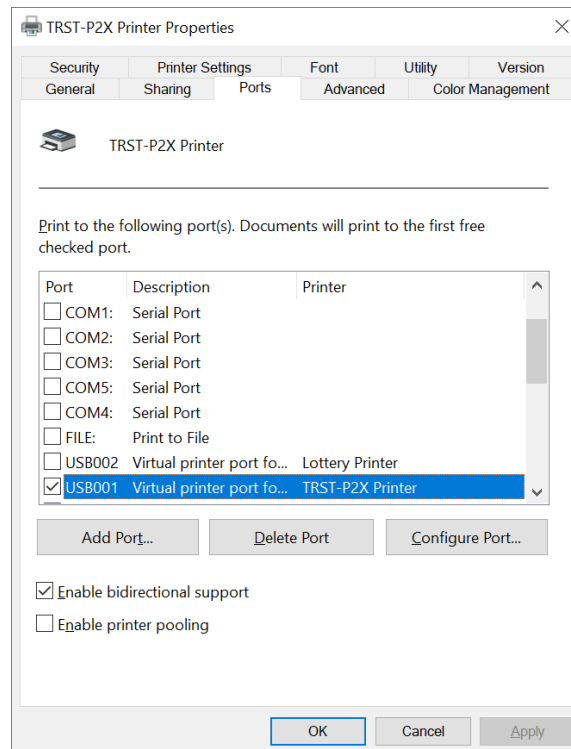 TRST-P2X Printer Properties
Security Printer Settings Font Utility Version
General Sharing Ports Advanced Color Management
TRST-P2X Printer
Print to the following port(s). Documents will print to the first free
checked port.
Port Description Printer
COM1: Serial Port
COM2: Serial Port
COM3: Serial Port
COM5: Serial Port
COM4: Serial Port
FILE: Print to File
USB002 Virtual printer port fo... Lottery Printer
USB001 Virtual printer port fo... TRST-P2X Printer
Add Port... Delete Port Configure Port...
Enable bidirectional support
Enable printer pooling
OK Cancel Apply